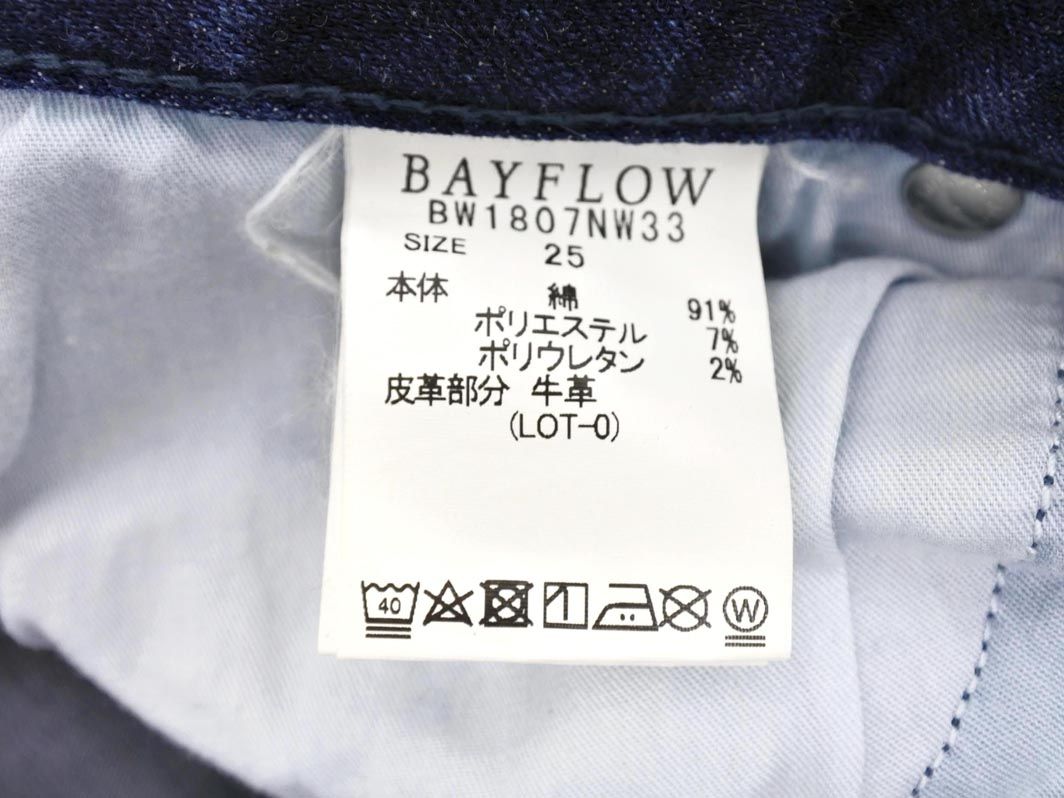 BAYFLOW
BW1807NW33
SIZE 25
本体 綿 91%
ポリエステル 7%
ポリウレタン 2%
皮革部分 牛革
(LOT-0)
40 W